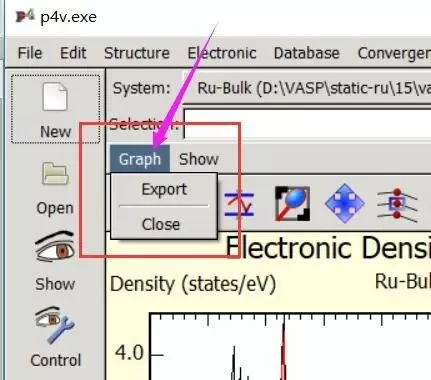 p4v.exe
File Edit Structure Electronic Database Converger
New
Open
Show
Control
System: Ru-Bulk (D:\VASP\static-ru\15\va
Selection:
Graph Show
Export
Close
Electronic Densi
Density (states/eV) Ru-Bulk
4.0